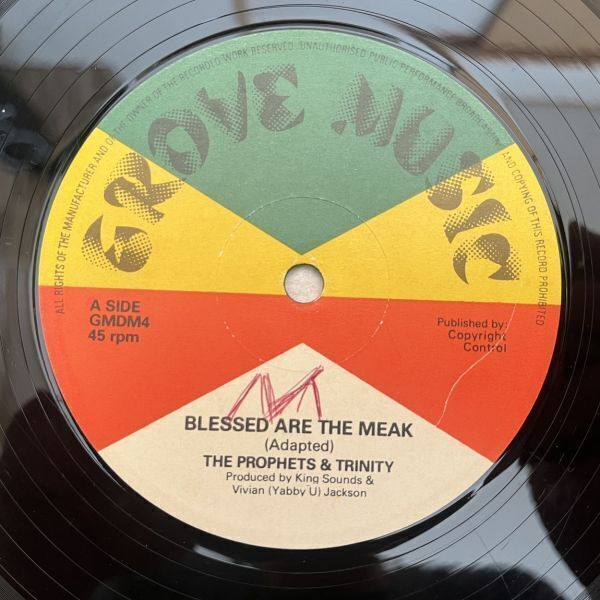 ALL RIGHTS OF THE MANUFACTURER AND OF THE OWNER OF THE RECORDED WORK RESERVED. UNAUTHORISED PUBLIC PERFORMANCE BROADCASTING AND COPYING OF THIS RECORD PROHIBITED
GROVE MUSIC
A SIDE
GMDM4
45 rpm
Published by:
Copyright
Control
BLESSED ARE THE MEAK
(Adapted)
THE PROPHETS & TRINITY
Produced by King Sounds &
Vivian (Yabby U) Jackson